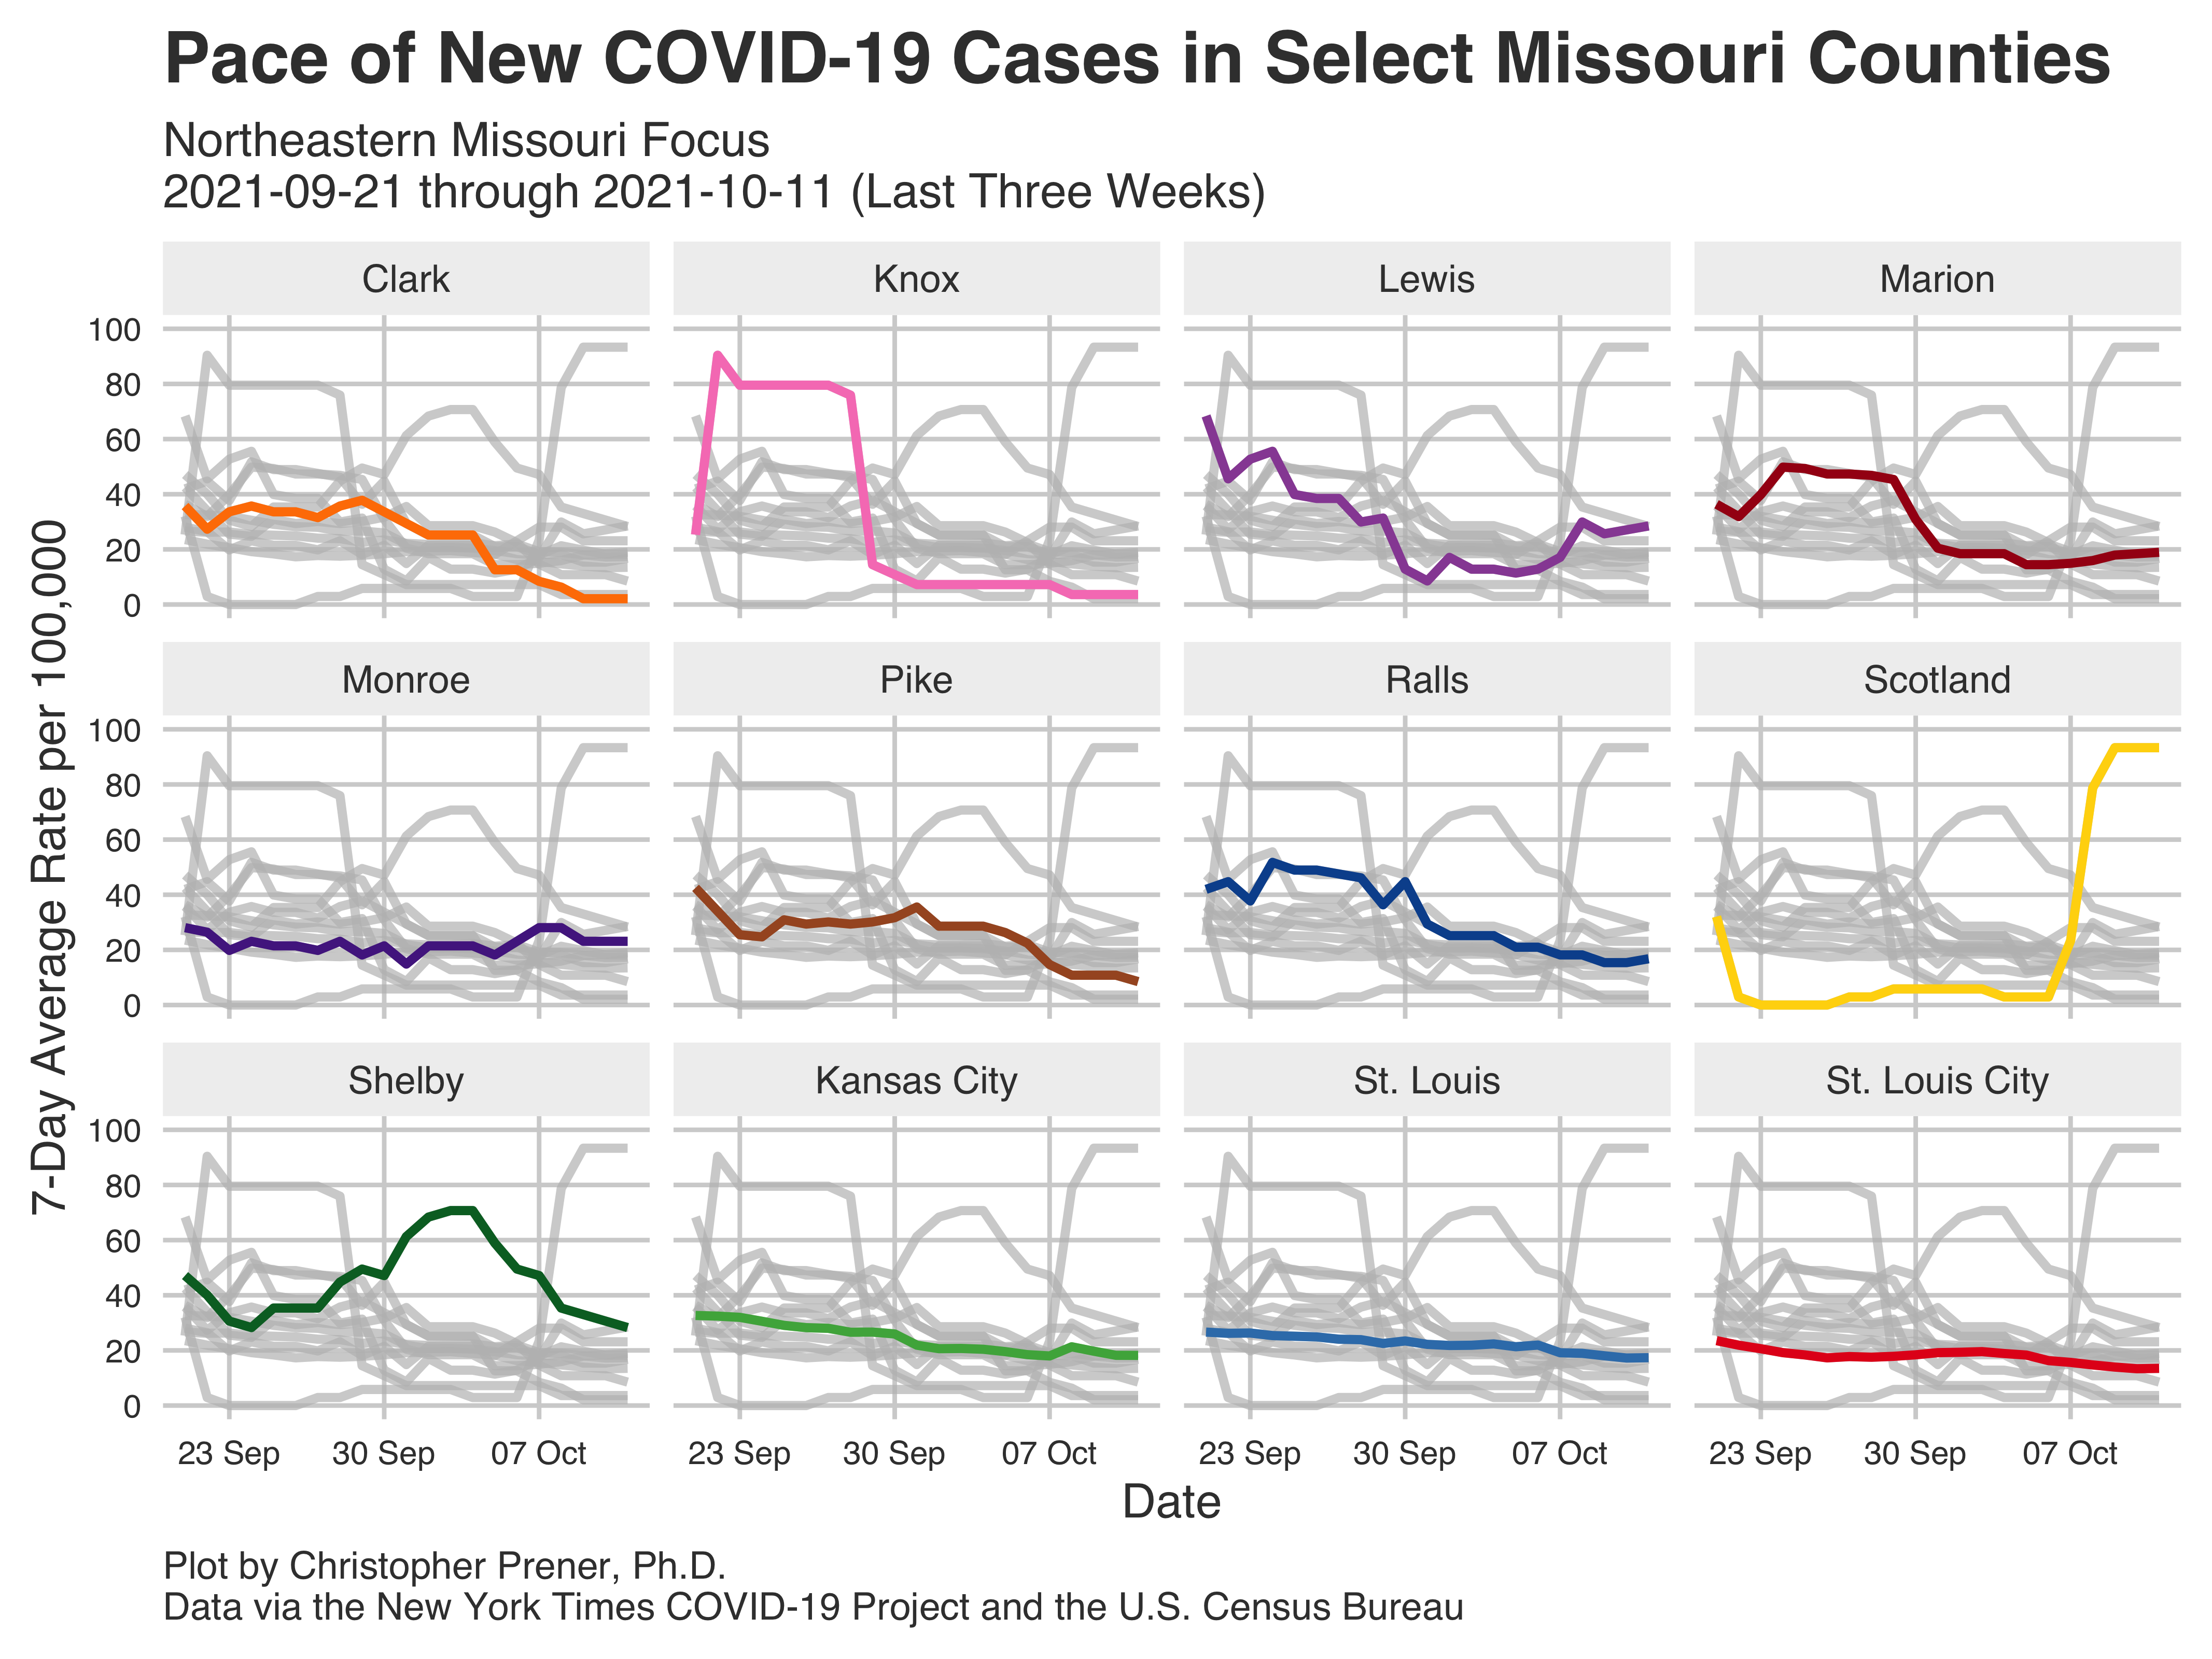 Pace of New COVID-19 Cases in Select Missouri Counties
Northeastern Missouri Focus
2021-09-21 through 2021-10-11 (Last Three Weeks)
Clark
Knox
Lewis
Marion
100
80
60
40
20
0
Monroe
Pike
Ralls
Scotland
100
80
60
40
20
0
Shelby
Kansas City
St. Louis
St. Louis City
100
80
60
40
20
0
7-Day Average Rate per 100,000
23 Sep
30 Sep
07 Oct
23 Sep
30 Sep
07 Oct
23 Sep
30 Sep
07 Oct
23 Sep
30 Sep
07 Oct
Date
Plot by Christopher Prener, Ph.D.
Data via the New York Times COVID-19 Project and the U.S. Census Bureau